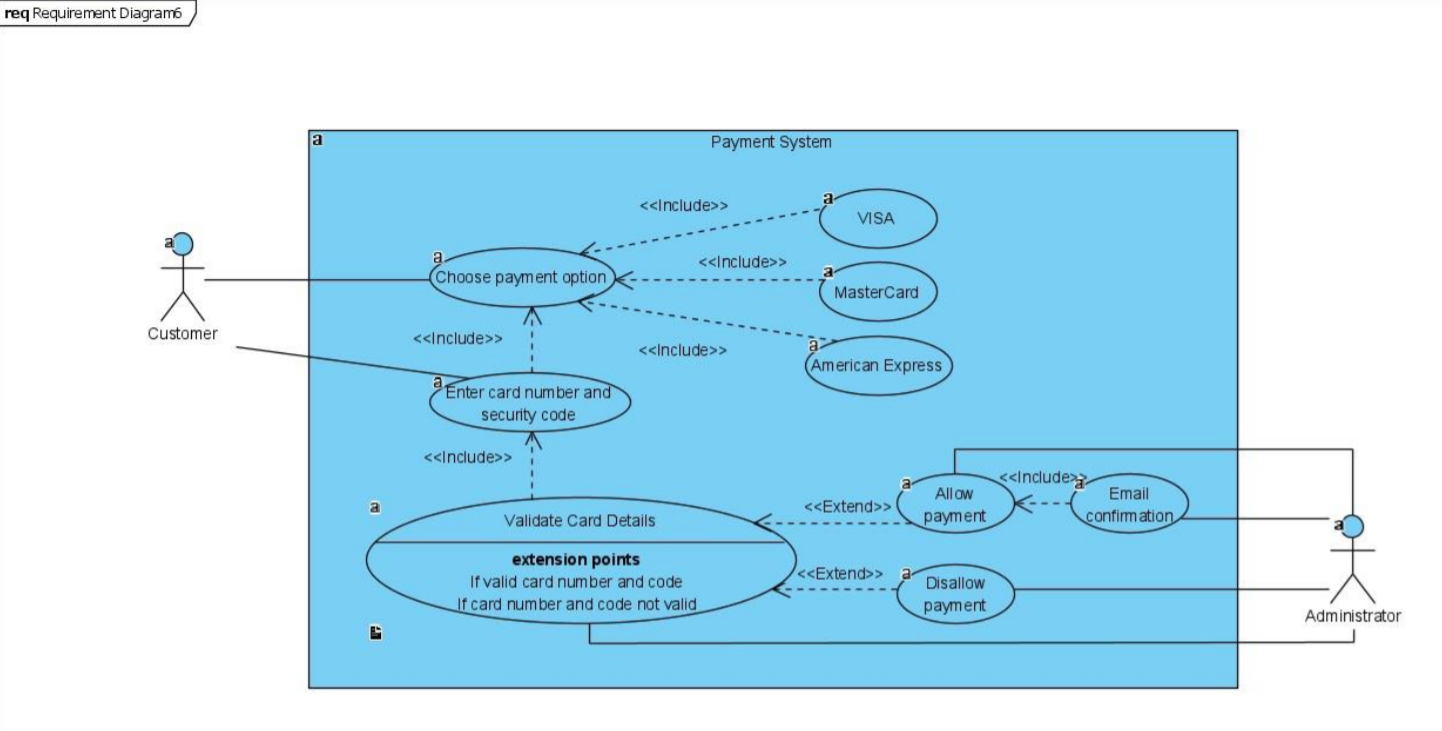 req Requirement Diagram6
a
Payment System
<<Include>>
a
VISA
a
Customer
a
Choose payment option
<<Include>>
a
MasterCard
<<Include>>
<<Include>>
a
American Express
a
Enter card number and
security code
<<Include>>
a
Validate Card Details
extension points
If valid card number and code
If card number and code not valid
<<Extend>>
a
Allow
payment
<<Include>>
a
Email
confirmation
<<Extend>>
a
Disallow
payment
a
Administrator